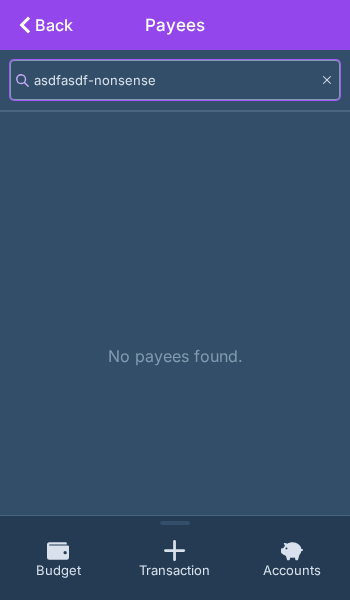 Back
Payees
asdfasdf-nonsense
No payees found.
Budget
Transaction
Accounts